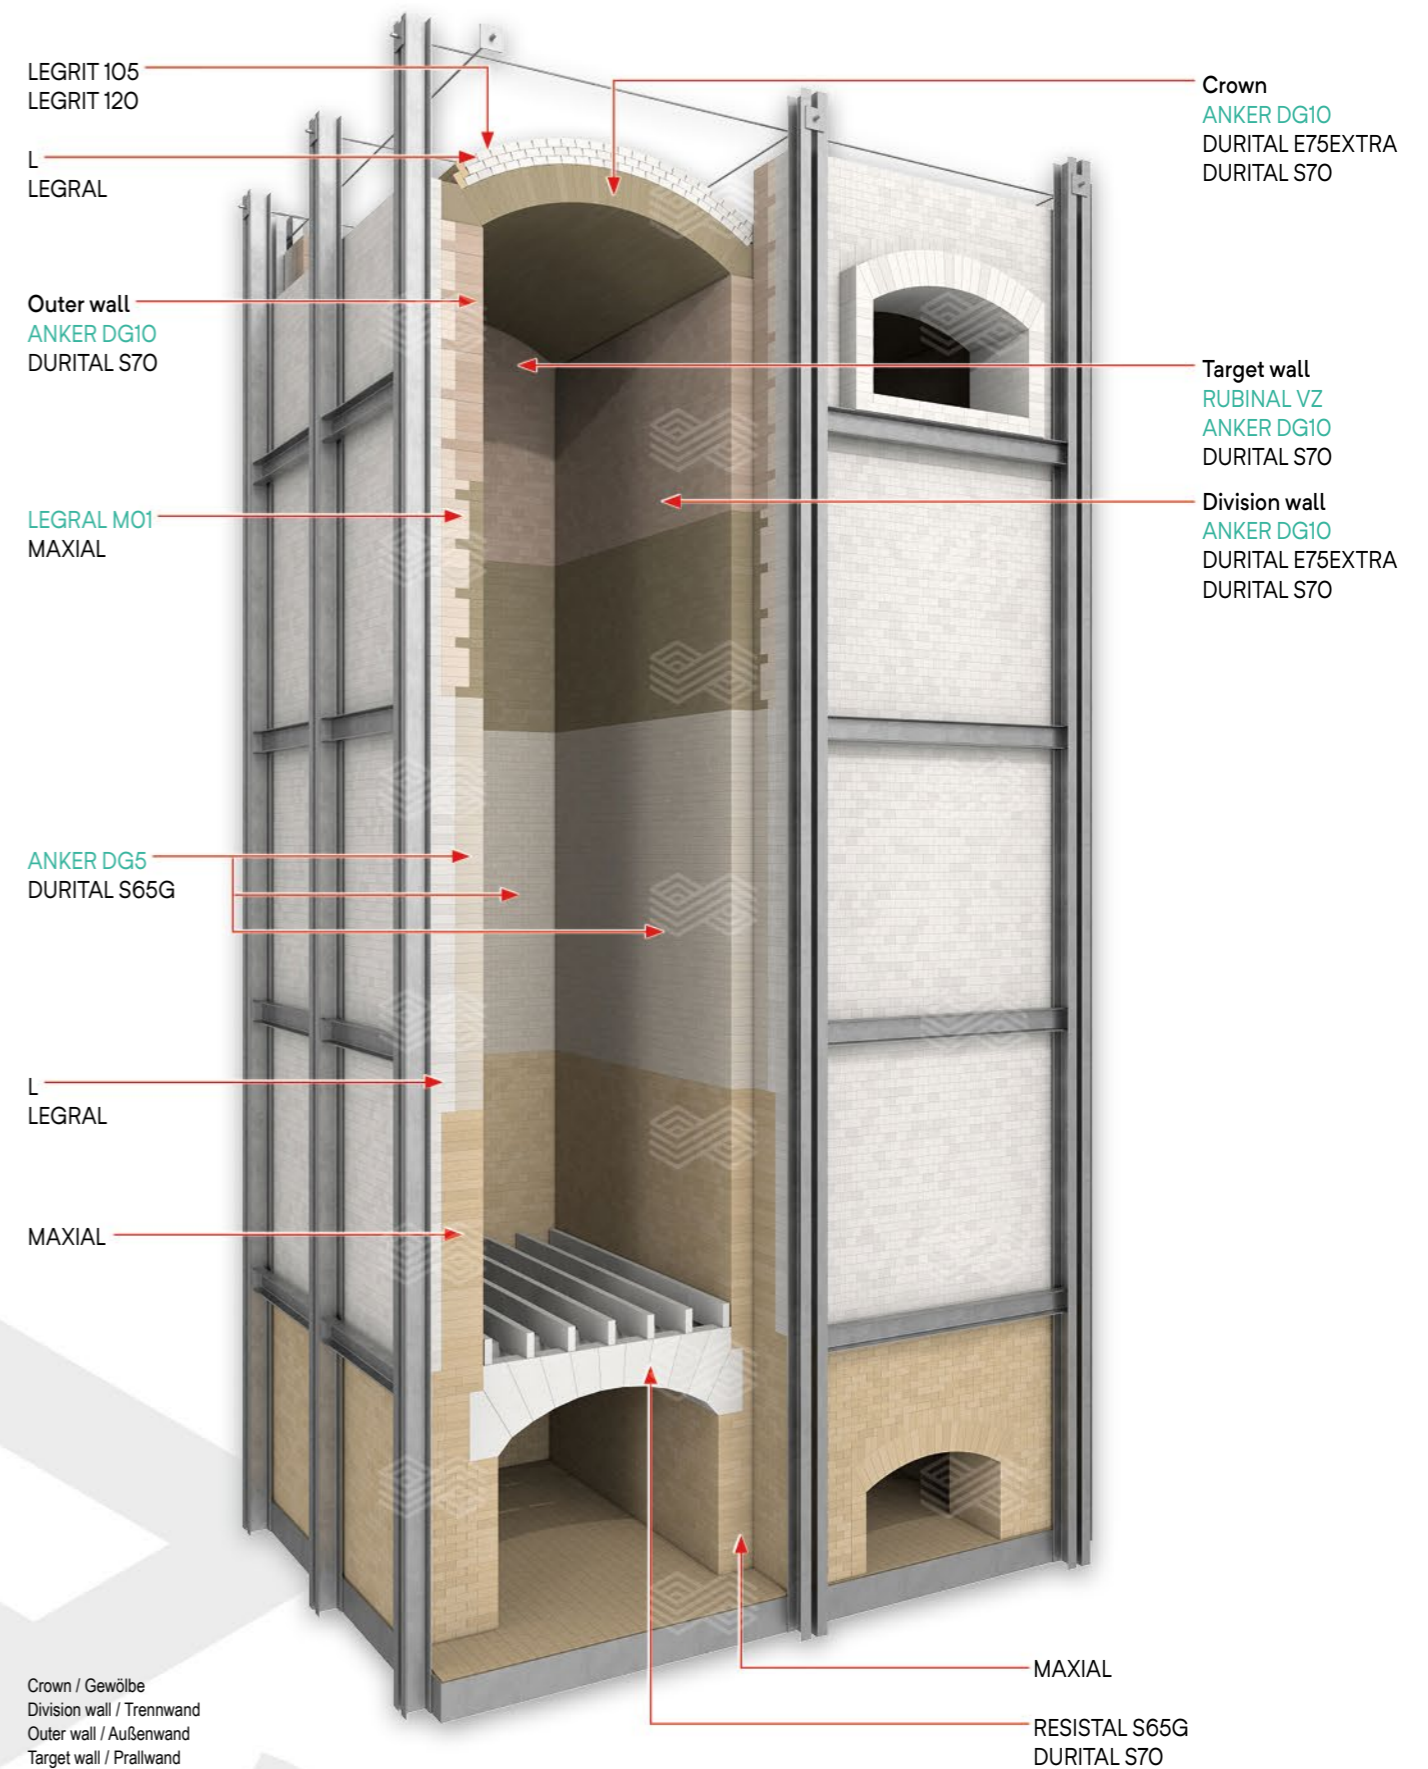 LEGRIT 105
LEGRIT 120
L
LEGRAL
Outer wall
ANKER DG10
DURITAL S70
LEGRAL M01
MAXIAL
ANKER DG5
DURITAL S65G
L
LEGRAL
MAXIAL
Crown
ANKER DG10
DURITAL E75EXTRA
DURITAL S70
Target wall
RUBINAL VZ
ANKER DG10
DURITAL S70
Division wall
ANKER DG10
DURITAL E75EXTRA
DURITAL S70
MAXIAL
RESISTAL S65G
DURITAL S70
Crown / Gewölbe
Division wall / Trennwand
Outer wall / Außenwand
Target wall / Prallwand